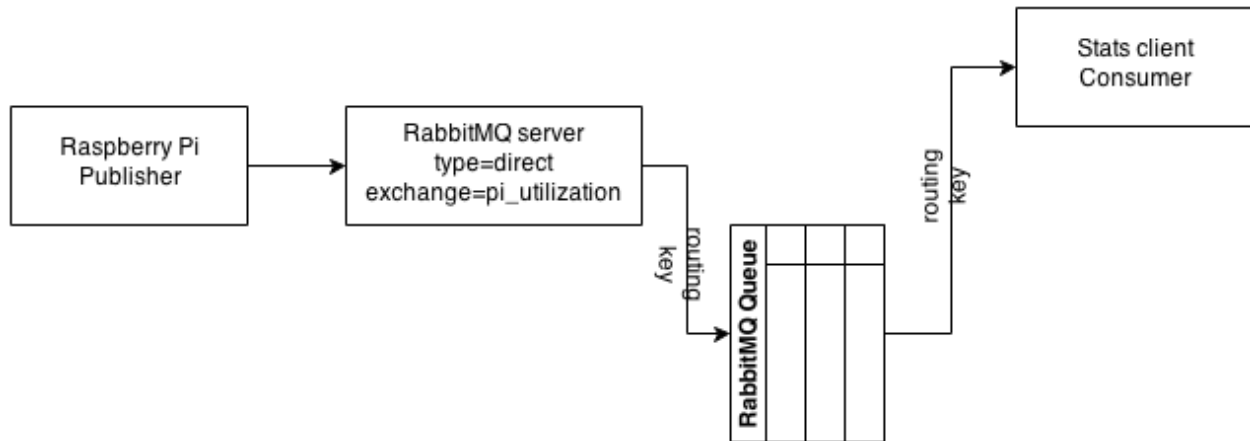 Raspberry Pi
Publisher
RabbitMQ server
type=direct
exchange=pi_utilization
routing
key
RabbitMQ Queue
routing
key
Stats client
Consumer